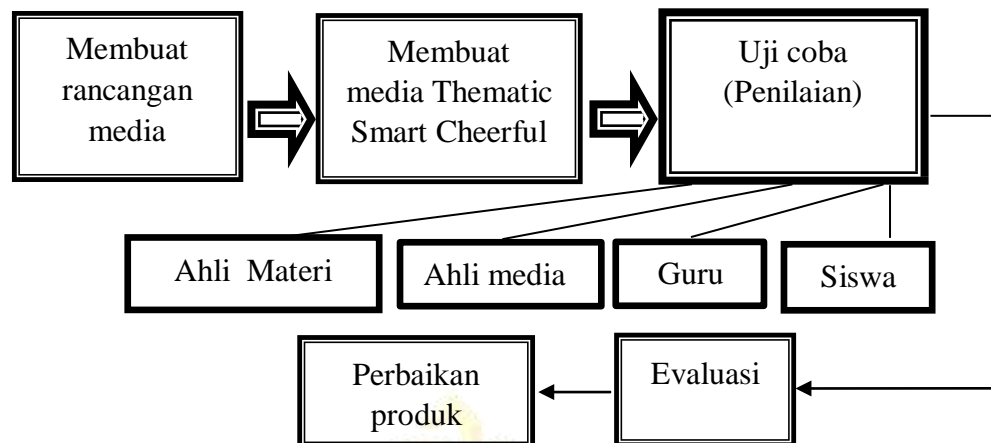 Membuat
rancangan
media
Membuat
media Thematic
Smart Cheerful
Uji coba
(Penilaian)
Ahli Materi
Ahli media
Guru
Siswa
Perbaikan
produk
Evaluasi